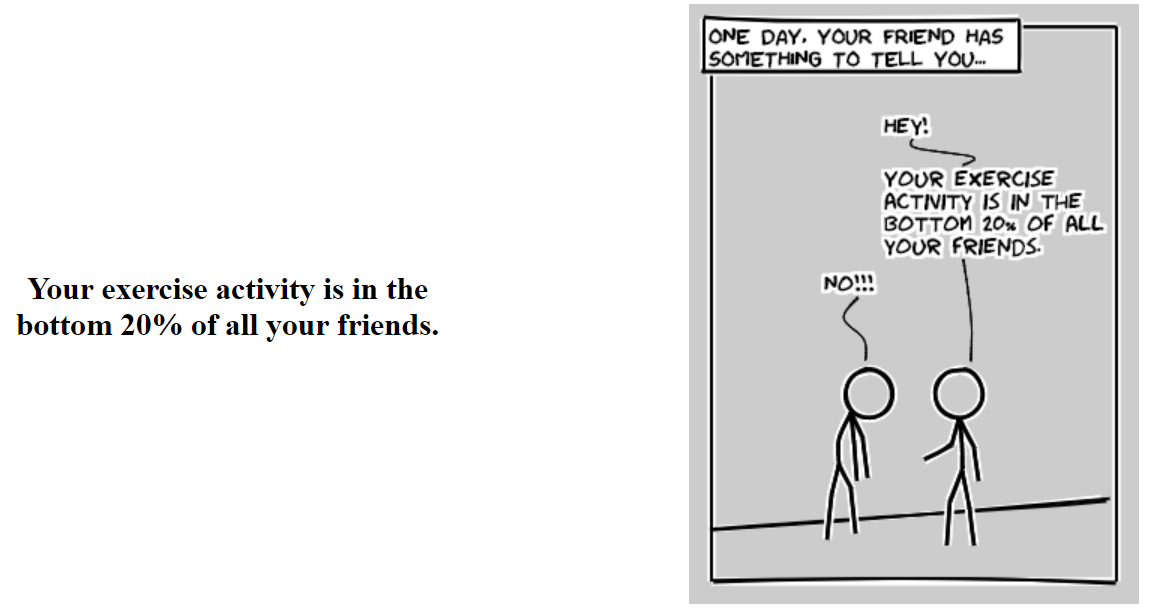 Your exercise activity is in the
bottom 20% of all your friends.
ONE DAY, YOUR FRIEND HAS
SOMETHING TO TELL YOU...
HEY!
YOUR EXERCISE
ACTIVITY IS IN THE
BOTTOM 20% OF ALL
YOUR FRIENDS.
NO!!!